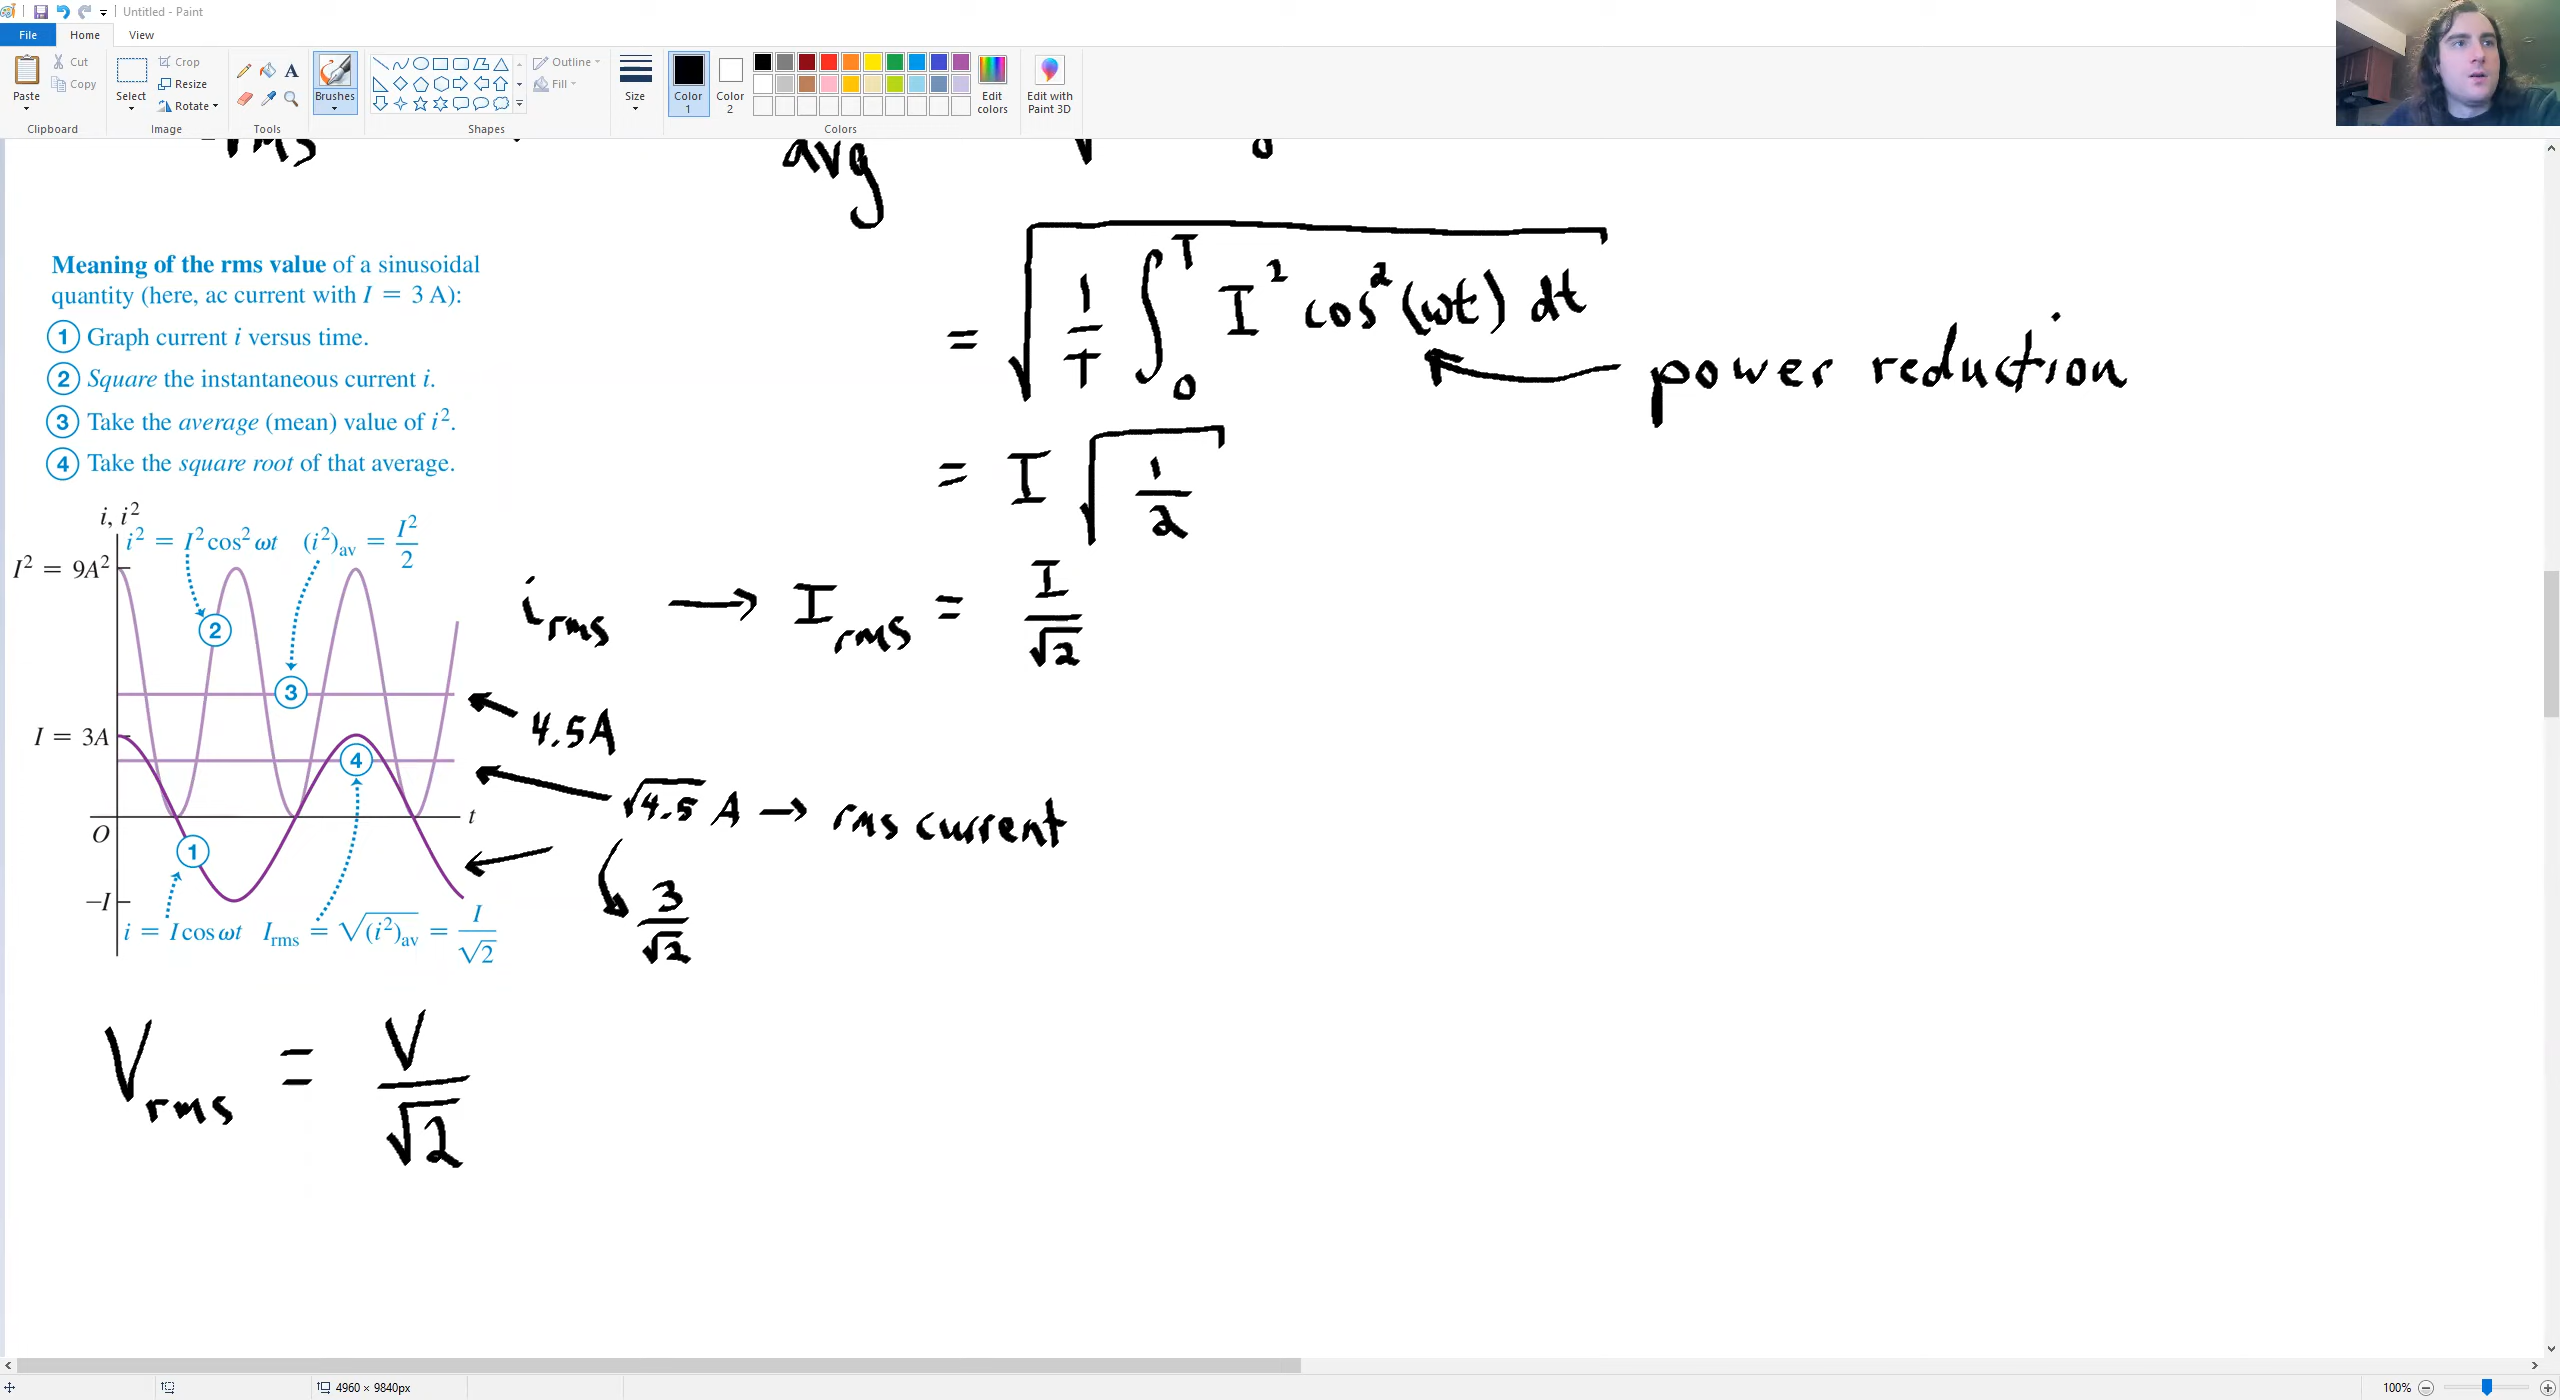 Untitled - Paint
File Home View
Paste
Cut
Copy
Clipboard
Select
Crop
Resize
Rotate
Image
Tools
Brushes
Shapes
Outline
Fill
Size
Color 1
Color 2
Colors
Edit colors
Edit with Paint 3D
rms
avg
0
Meaning of the rms value of a sinusoidal
quantity (here, ac current with I = 3 A):
1 Graph current i versus time.
2 Square the instantaneous current i.
3 Take the average (mean) value of i².
4 Take the square root of that average.
= √(1/T ∫₀ᵀ I² cos²(ωt) dt)
power reduction
= I √(1/2)
i, i²
i² = I² cos² ωt (i²)av = I²/2
I² = 9A²
2
3
I = 3A
4
O
t
1
–I
i = I cos ωt Irms = √(i²)av = I/√2
irms → Irms = I/√2
4.5A
√4.5 A → rms current
3/√2
Vrms = V/√2
4960 × 9840px
100%